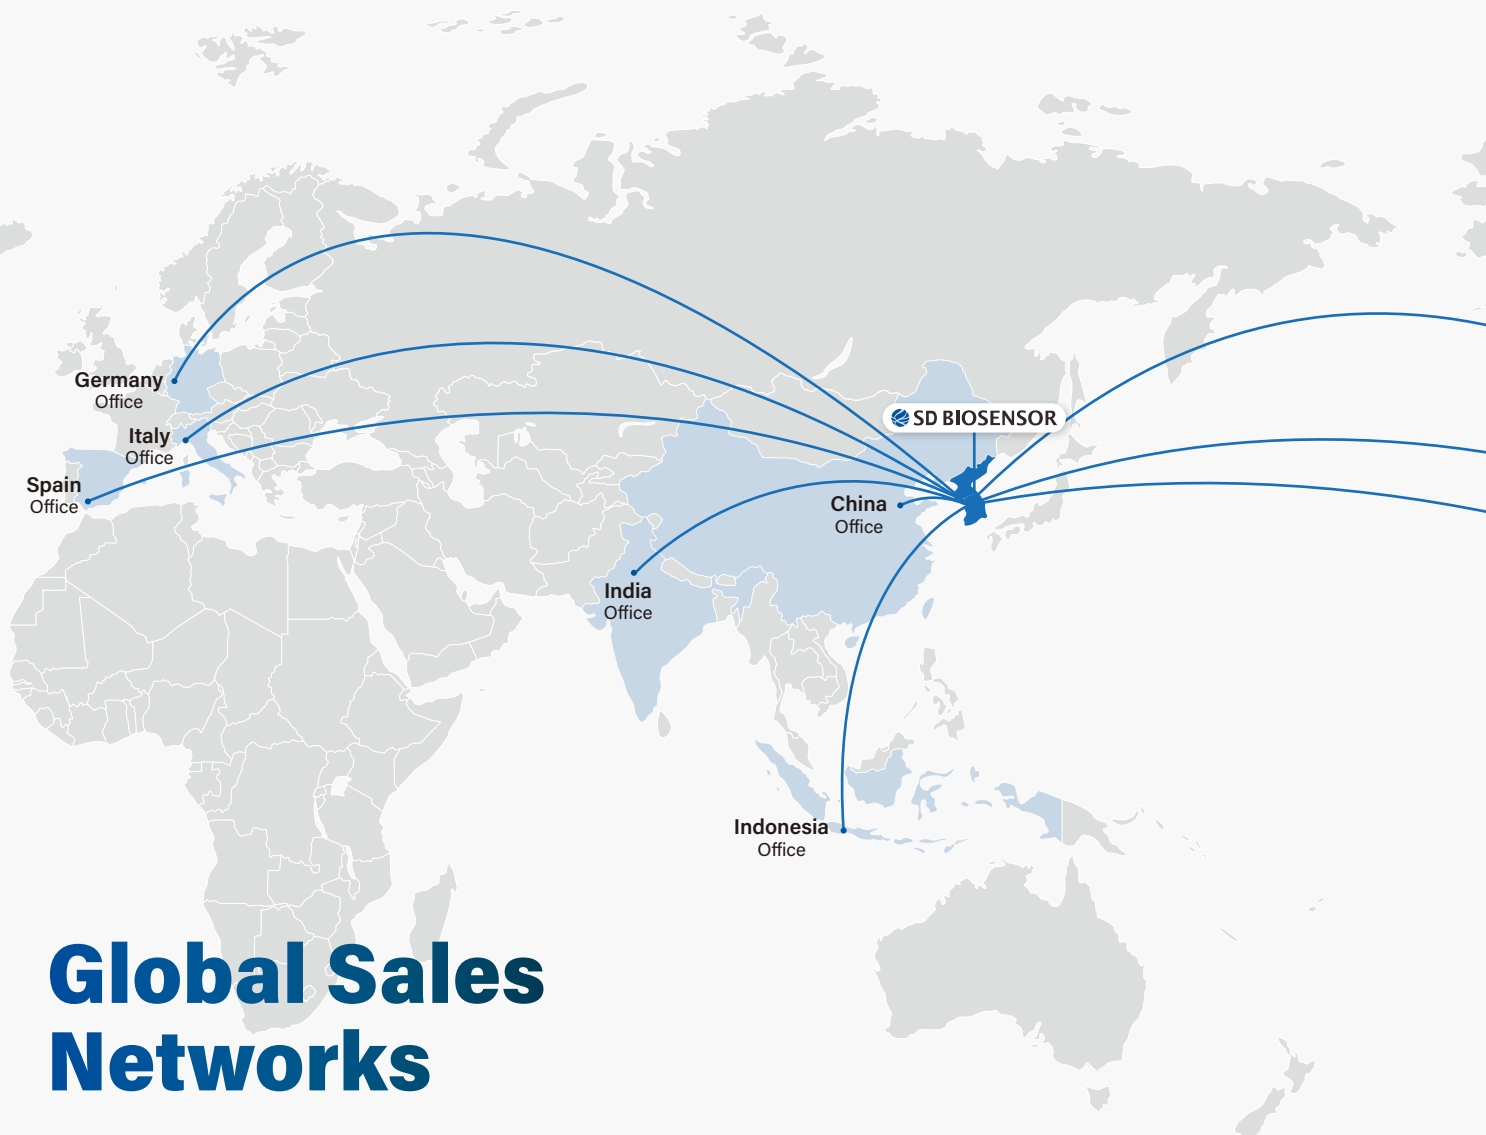 Germany
Office
Italy
Office
Spain
Office
SD BIOSENSOR
China
Office
India
Office
Indonesia
Office
Global Sales
Networks